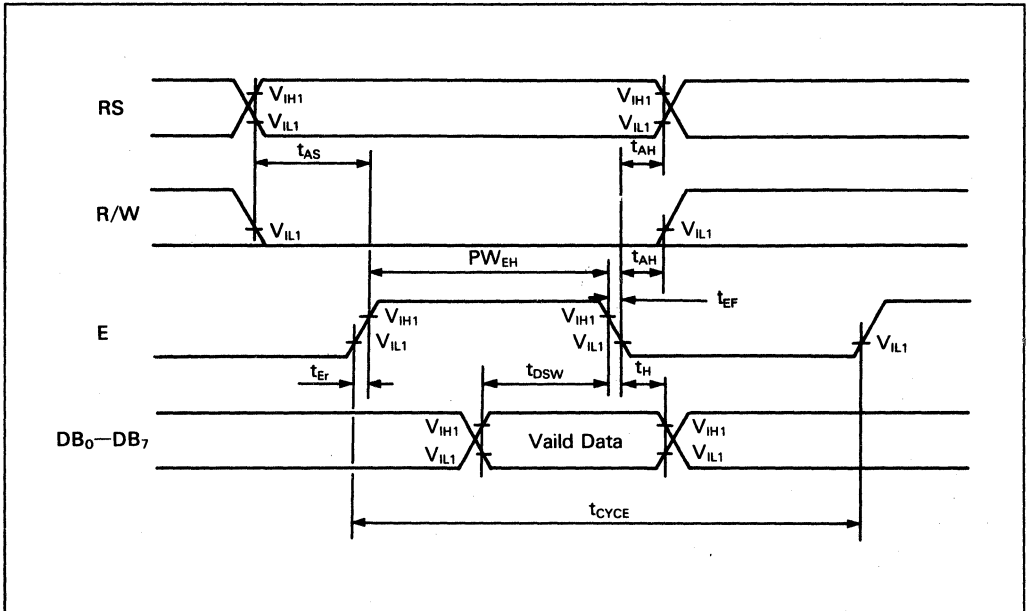 RS
V_IH1
V_IL1
V_IH1
V_IL1
t_AS
t_AH
R/W
V_IL1
V_IL1
PW_EH
t_AH
t_EF
E
V_IH1
V_IL1
V_IH1
V_IL1
V_IL1
t_Er
t_DSW
t_H
DB₀—DB₇
V_IH1
V_IL1
Vaild Data
V_IH1
V_IL1
t_CYCE